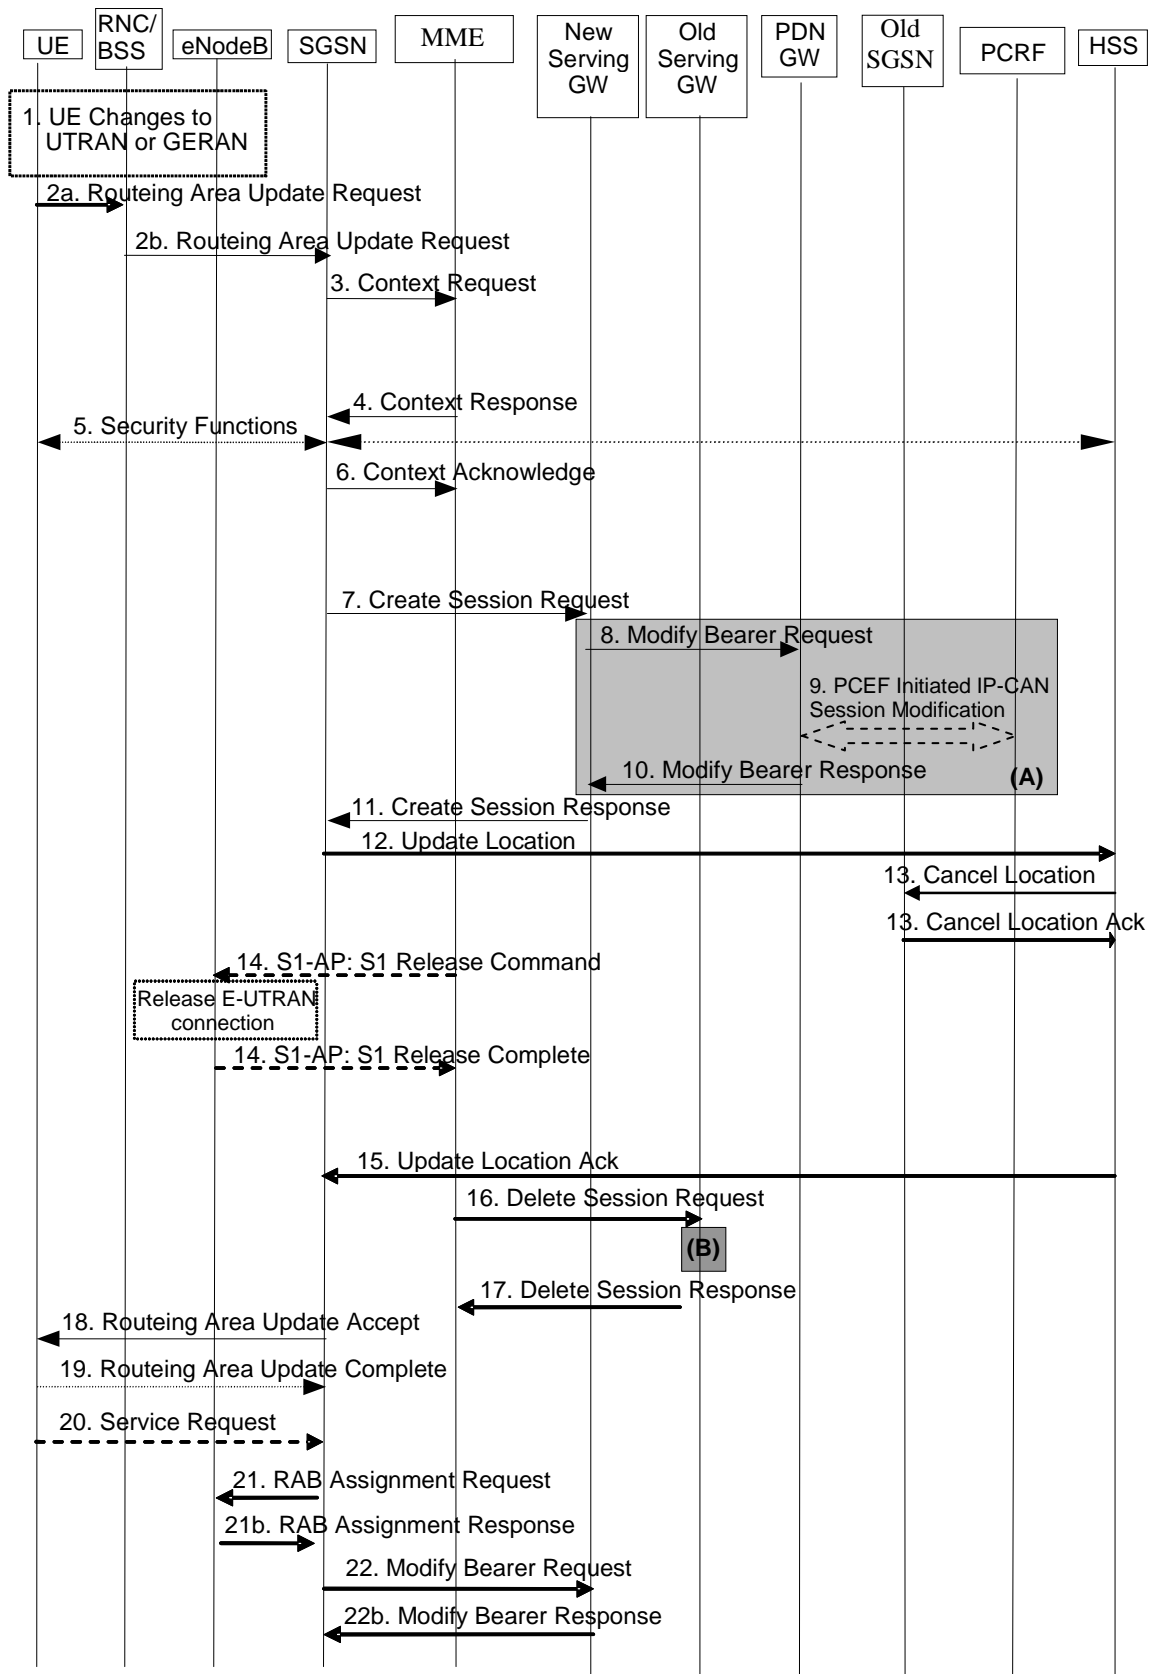 UE
RNC/
BSS
eNodeB
SGSN
MME
New
Serving
GW
Old
Serving
GW
PDN
GW
Old
SGSN
PCRF
HSS
1. UE Changes to
UTRAN or GERAN
2a. Routeing Area Update Request
2b. Routeing Area Update Request
3. Context Request
4. Context Response
5. Security Functions
6. Context Acknowledge
7. Create Session Request
8. Modify Bearer Request
9. PCEF Initiated IP-CAN
Session Modification
10. Modify Bearer Response
(A)
11. Create Session Response
12. Update Location
13. Cancel Location
13. Cancel Location Ack
14. S1-AP: S1 Release Command
Release E-UTRAN
connection
14. S1-AP: S1 Release Complete
15. Update Location Ack
16. Delete Session Request
(B)
17. Delete Session Response
18. Routeing Area Update Accept
19. Routeing Area Update Complete
20. Service Request
21. RAB Assignment Request
21b. RAB Assignment Response
22. Modify Bearer Request
22b. Modify Bearer Response